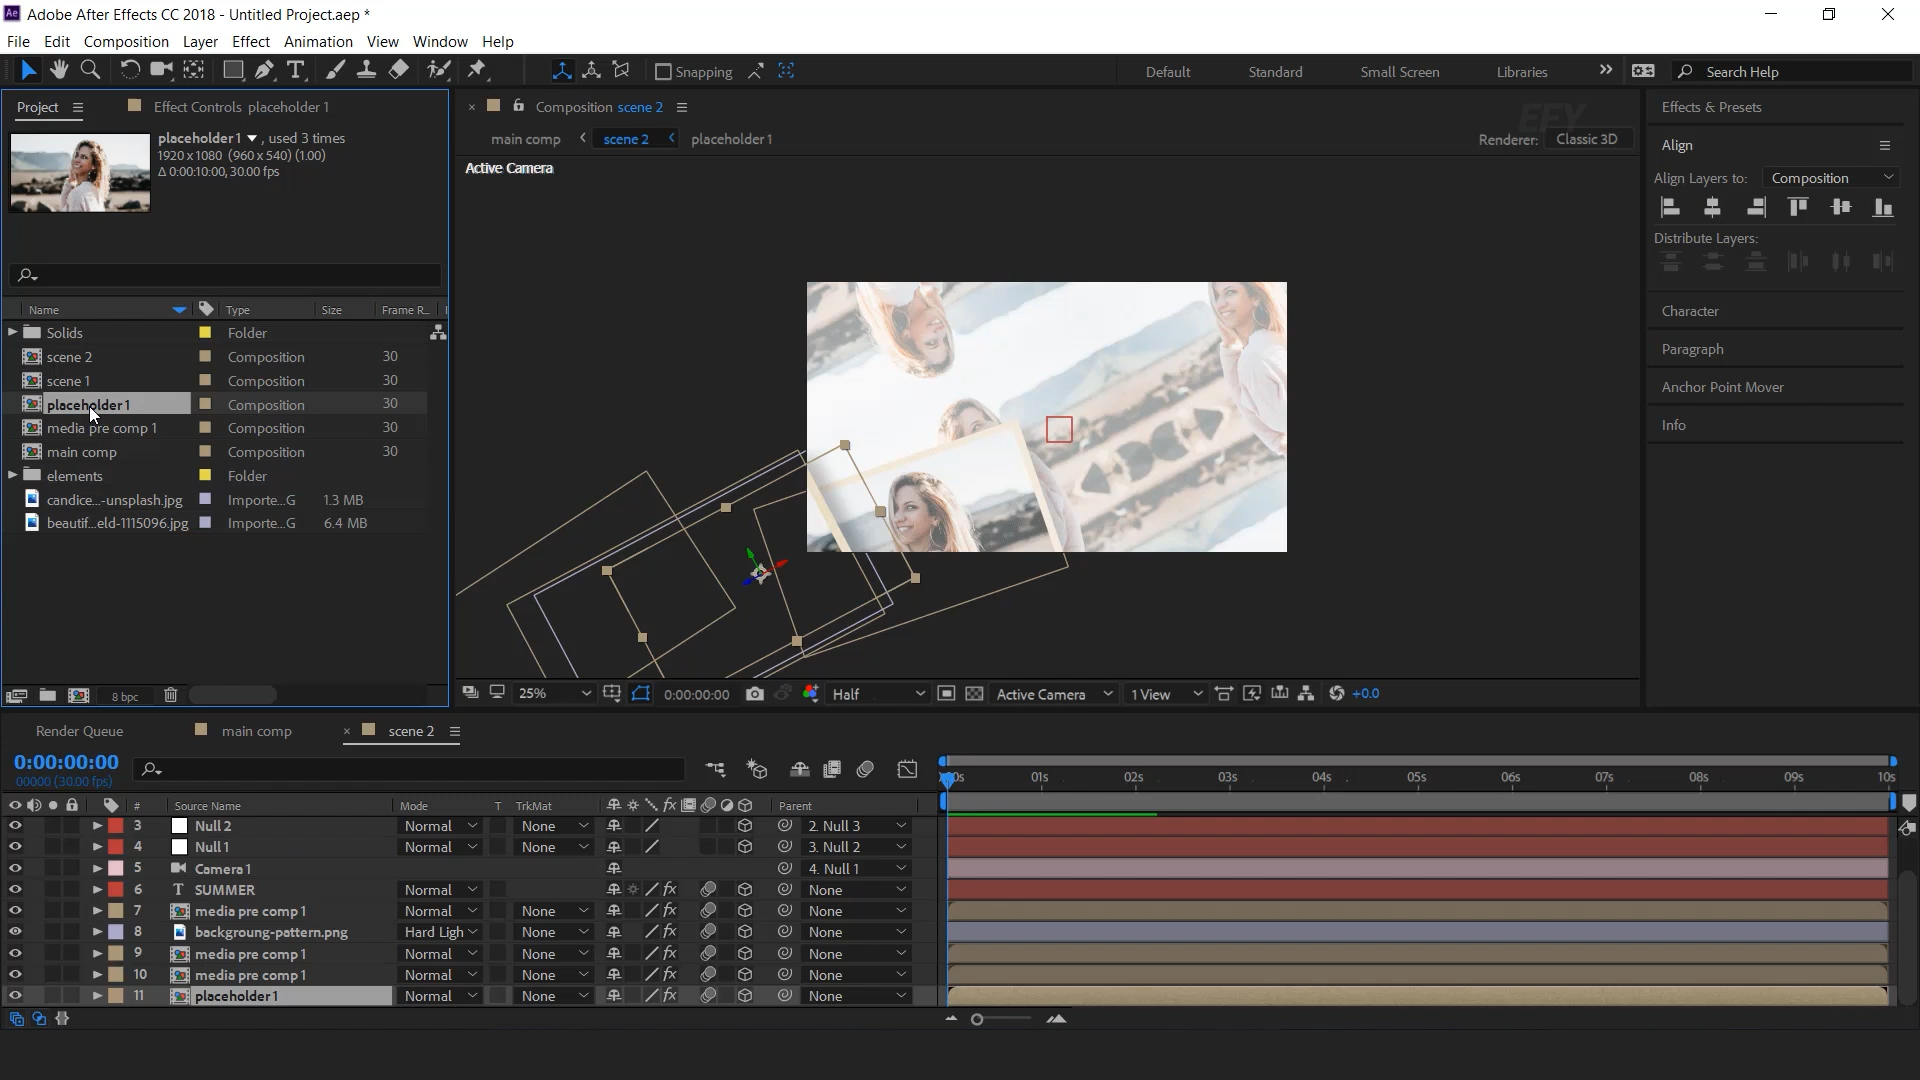 Adobe After Effects CC 2018 - Untitled Project.aep *
File Edit Composition Layer Effect Animation View Window Help
Snapping Default Standard Small Screen Libraries Search Help
Project Effect Controls placeholder 1
placeholder 1 , used 3 times
1920 x 1080 (960 x 540) (1.00)
Δ 0:00:10:00, 30.00 fps
Name Type Size Frame R...
Solids Folder
scene 2 Composition 30
scene 1 Composition 30
placeholder 1 Composition 30
media pre comp 1 Composition 30
main comp Composition 30
elements Folder
candice...-unsplash.jpg Importe...G 1.3 MB
beautif...eld-1115096.jpg Importe...G 6.4 MB
8 bpc
Composition scene 2
EFY
main comp scene 2 placeholder 1
Renderer: Classic 3D
Active Camera
25% 0:00:00:00 Half Active Camera 1 View +0.0
Effects & Presets
Align
Align Layers to: Composition
Distribute Layers:
Character
Paragraph
Anchor Point Mover
Info
Render Queue main comp scene 2
0:00:00:00
00000 (30.00 fps)
0s 01s 02s 03s 04s 05s 06s 07s 08s 09s 10s
# Source Name Mode T TrkMat Parent
3 Null 2 Normal None 2. Null 3
4 Null 1 Normal None 3. Null 2
5 Camera 1 4. Null 1
6 T SUMMER Normal None
7 media pre comp 1 Normal None None
8 backgroung-pattern.png Hard Ligh None None
9 media pre comp 1 Normal None None
10 media pre comp 1 Normal None None
11 placeholder 1 Normal None None